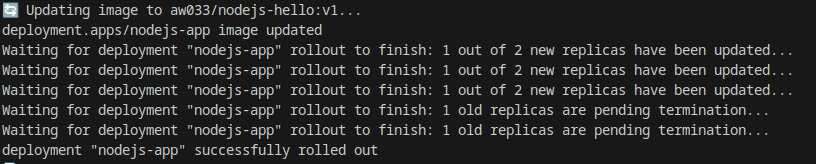 🔄 Updating image to aw033/nodejs-hello:v1...
deployment.apps/nodejs-app image updated
Waiting for deployment "nodejs-app" rollout to finish: 1 out of 2 new replicas have been updated...
Waiting for deployment "nodejs-app" rollout to finish: 1 out of 2 new replicas have been updated...
Waiting for deployment "nodejs-app" rollout to finish: 1 out of 2 new replicas have been updated...
Waiting for deployment "nodejs-app" rollout to finish: 1 old replicas are pending termination...
Waiting for deployment "nodejs-app" rollout to finish: 1 old replicas are pending termination...
deployment "nodejs-app" successfully rolled out